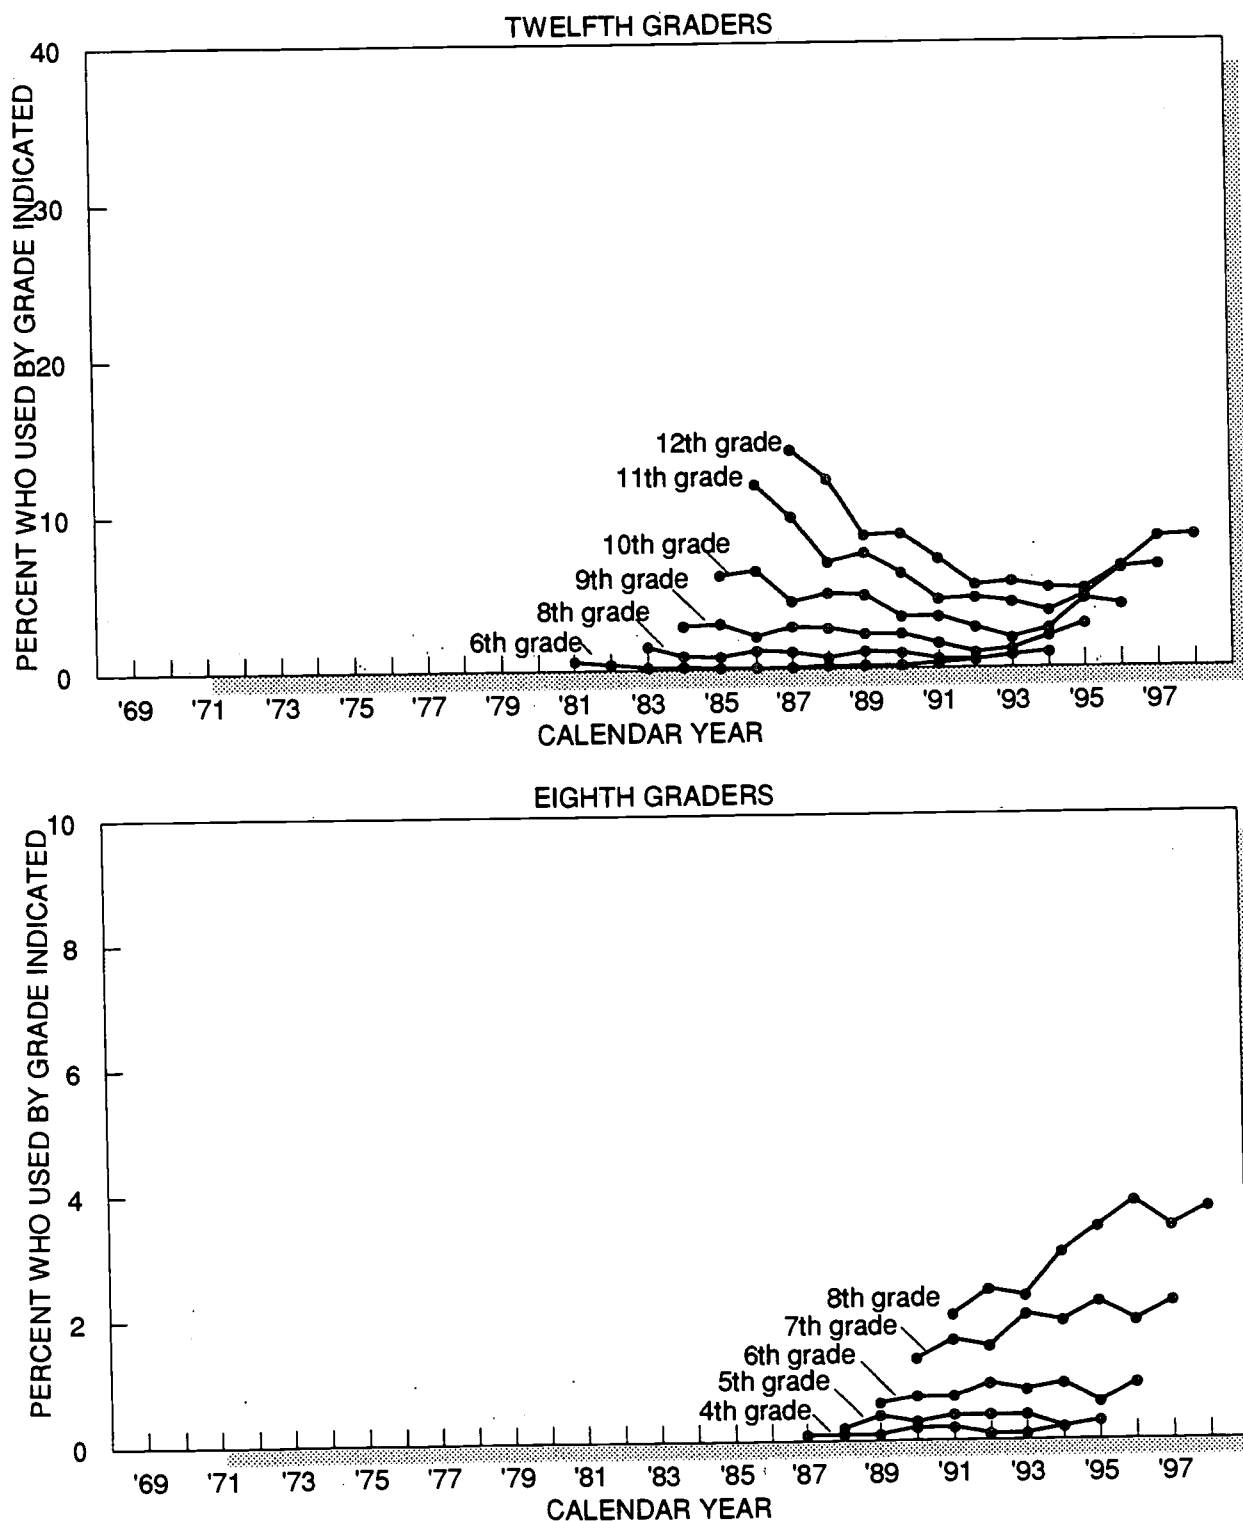 TWELFTH GRADERS
40
30
20
10
0
PERCENT WHO USED BY GRADE INDICATED
12th grade
11th grade
10th grade
9th grade
8th grade
6th grade
'69 '71 '73 '75 '77 '79 '81 '83 '85 '87 '89 '91 '93 '95 '97
CALENDAR YEAR
EIGHTH GRADERS
10
8
6
4
2
0
PERCENT WHO USED BY GRADE INDICATED
8th grade
7th grade
6th grade
5th grade
4th grade
'69 '71 '73 '75 '77 '79 '81 '83 '85 '87 '89 '91 '93 '95 '97
CALENDAR YEAR